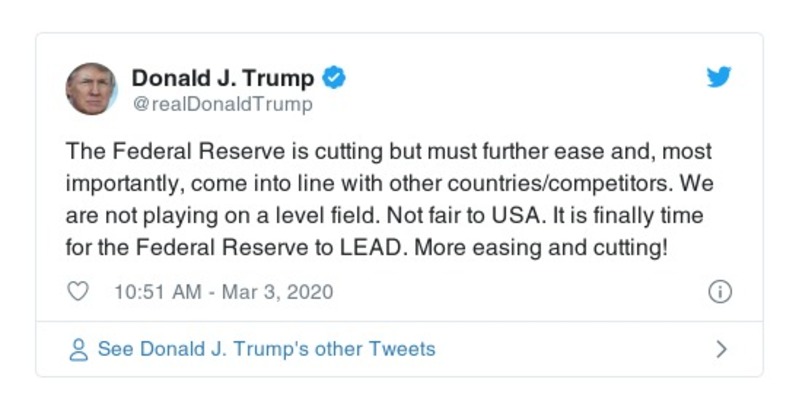 Donald J. Trump
@realDonaldTrump
The Federal Reserve is cutting but must further ease and, most
importantly, come into line with other countries/competitors. We
are not playing on a level field. Not fair to USA. It is finally time
for the Federal Reserve to LEAD. More easing and cutting!
10:51 AM - Mar 3, 2020
See Donald J. Trump's other Tweets